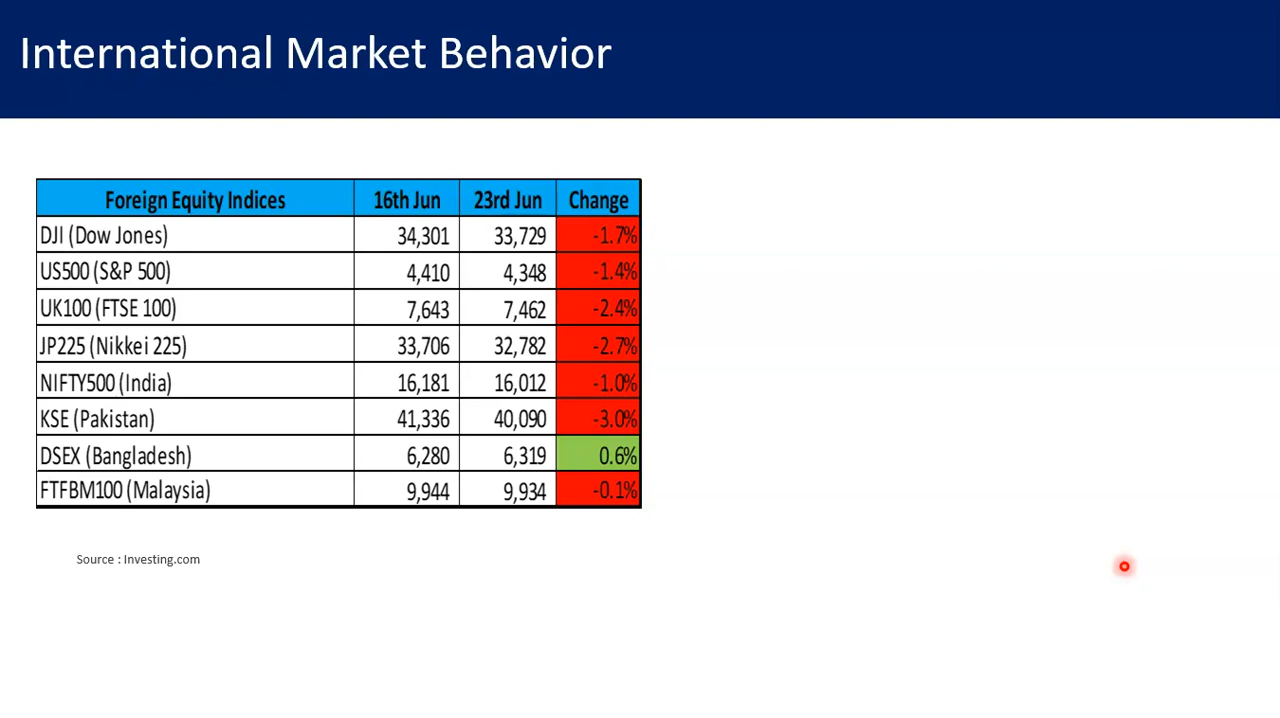 International Market Behavior
Foreign Equity Indices 16th Jun 23rd Jun Change
DJI (Dow Jones) 34,301 33,729 -1.7%
US500 (S&P 500) 4,410 4,348 -1.4%
UK100 (FTSE 100) 7,643 7,462 -2.4%
JP225 (Nikkei 225) 33,706 32,782 -2.7%
NIFTY500 (India) 16,181 16,012 -1.0%
KSE (Pakistan) 41,336 40,090 -3.0%
DSEX (Bangladesh) 6,280 6,319 0.6%
FTFBM100 (Malaysia) 9,944 9,934 -0.1%
Source : Investing.com